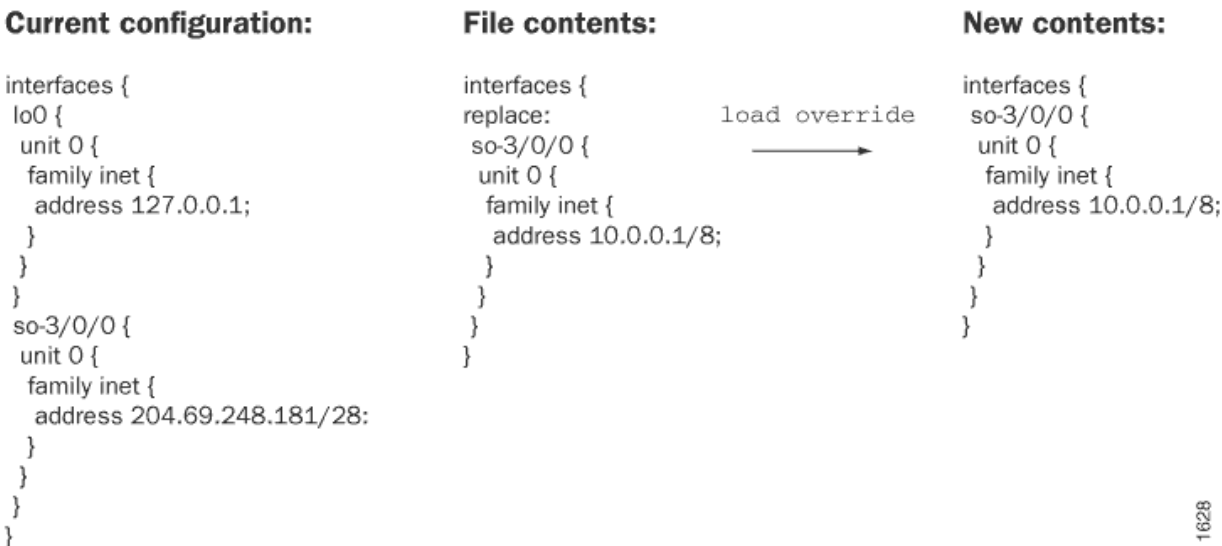 Current configuration:
interfaces {
lo0 {
unit 0 {
family inet {
address 127.0.0.1;
}
}
}
so-3/0/0 {
unit 0 {
family inet {
address 204.69.248.181/28:
}
}
}
}
File contents:
interfaces {
replace:
so-3/0/0 {
unit 0 {
family inet {
address 10.0.0.1/8;
}
}
}
}
load override
New contents:
interfaces {
so-3/0/0 {
unit 0 {
family inet {
address 10.0.0.1/8;
}
}
}
}
1628